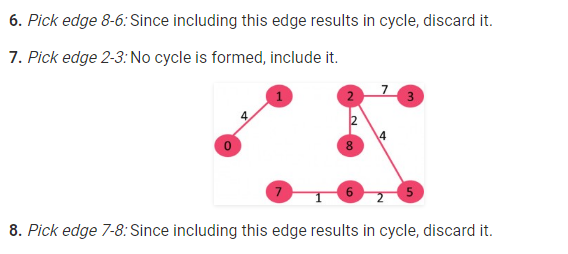 6. Pick edge 8-6: Since including this edge results in cycle, discard it.
7. Pick edge 2-3: No cycle is formed, include it.
1 2 7 3
4 2 4
0 8
7 1 6 2 5
8. Pick edge 7-8: Since including this edge results in cycle, discard it.